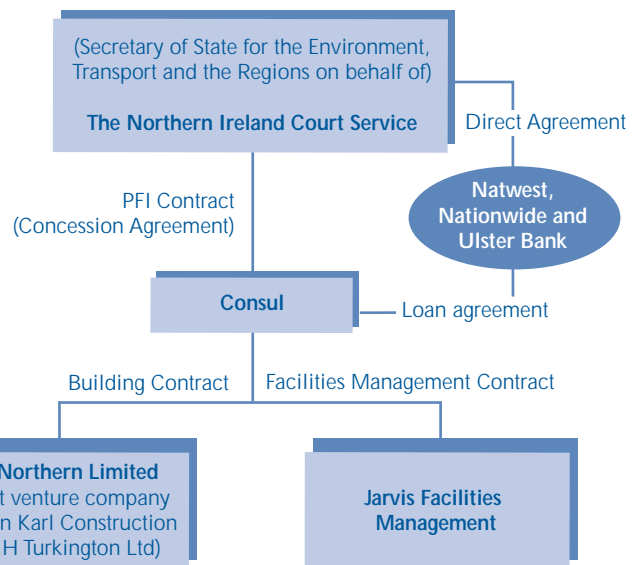 (Secretary of State for the Environment,
Transport and the Regions on behalf of)
The Northern Ireland Court Service
Direct Agreement
PFI Contract
(Concession Agreement)
Natwest,
Nationwide and
Ulster Bank
Consul
Loan agreement
Building Contract
Facilities Management Contract
Northern Limited
t venture company
n Karl Construction
H Turkington Ltd)
Jarvis Facilities
Management